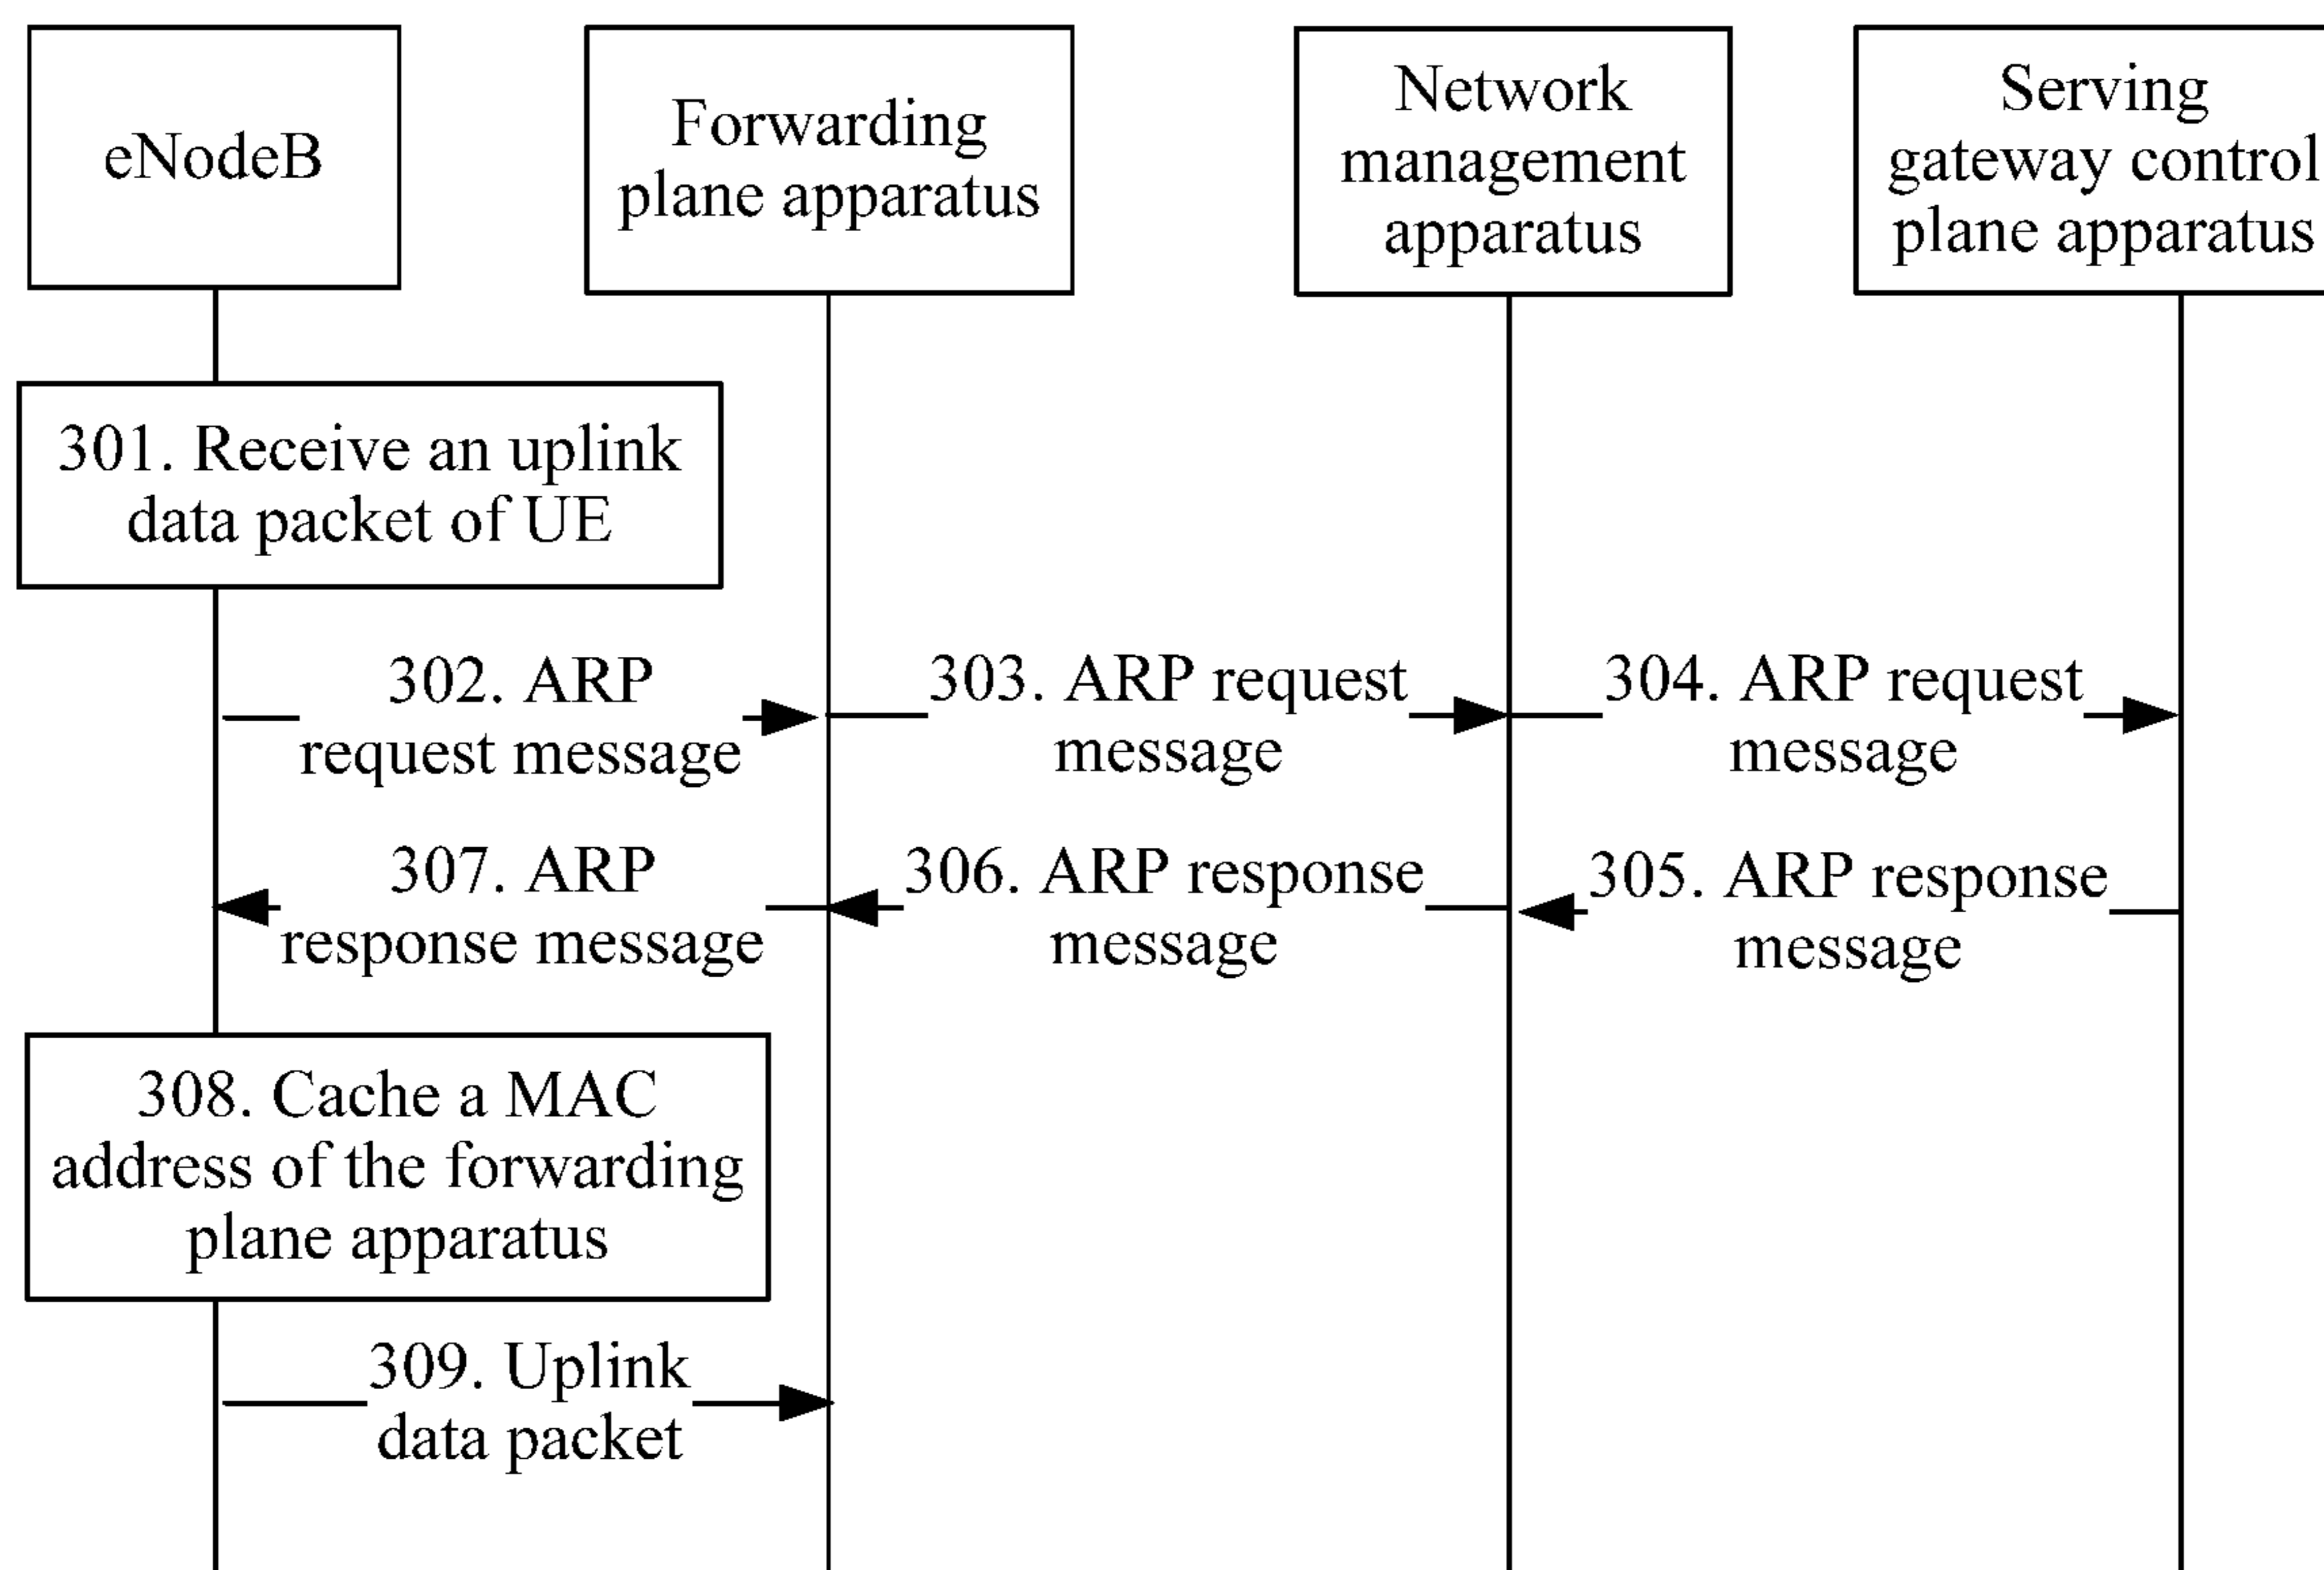 eNodeB
Forwarding
plane apparatus
Network
management
apparatus
Serving
gateway control
plane apparatus
301. Receive an uplink
data packet of UE
302. ARP
request message
303. ARP request
message
304. ARP request
message
307. ARP
response message
306. ARP response
message
305. ARP response
message
308. Cache a MAC
address of the forwarding
plane apparatus
309. Uplink
data packet